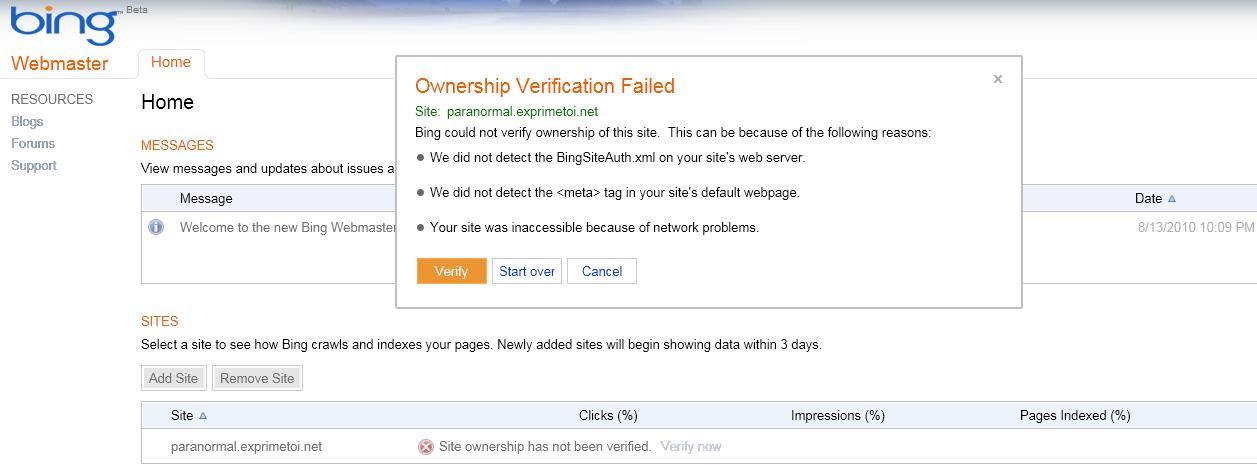 bing™ Beta
Webmaster
Home
RESOURCES
Blogs
Forums
Support
Home
MESSAGES
View messages and updates about issues a
Message
Date
Welcome to the new Bing Webmaster
8/13/2010 10:09 PM
Ownership Verification Failed
x
Site: paranormal.exprimetoi.net
Bing could not verify ownership of this site. This can be because of the following reasons:
● We did not detect the BingSiteAuth.xml on your site's web server.
● We did not detect the <meta> tag in your site's default webpage.
● Your site was inaccessible because of network problems.
Verify Start over Cancel
SITES
Select a site to see how Bing crawls and indexes your pages. Newly added sites will begin showing data within 3 days.
Add Site Remove Site
Site Clicks (%) Impressions (%) Pages Indexed (%)
paranormal.exprimetoi.net Site ownership has not been verified. Verify now